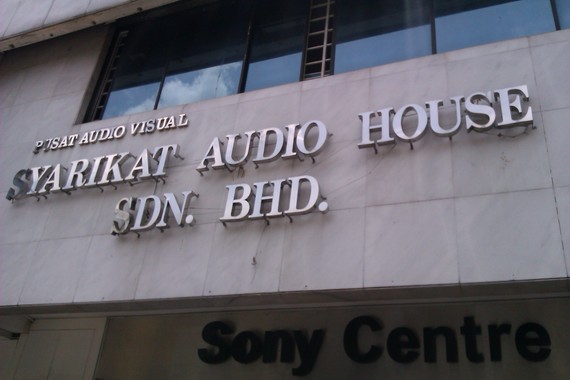 PUSAT AUDIO VISUAL
SYARIKAT AUDIO HOUSE
SDN. BHD.
Sony Centre